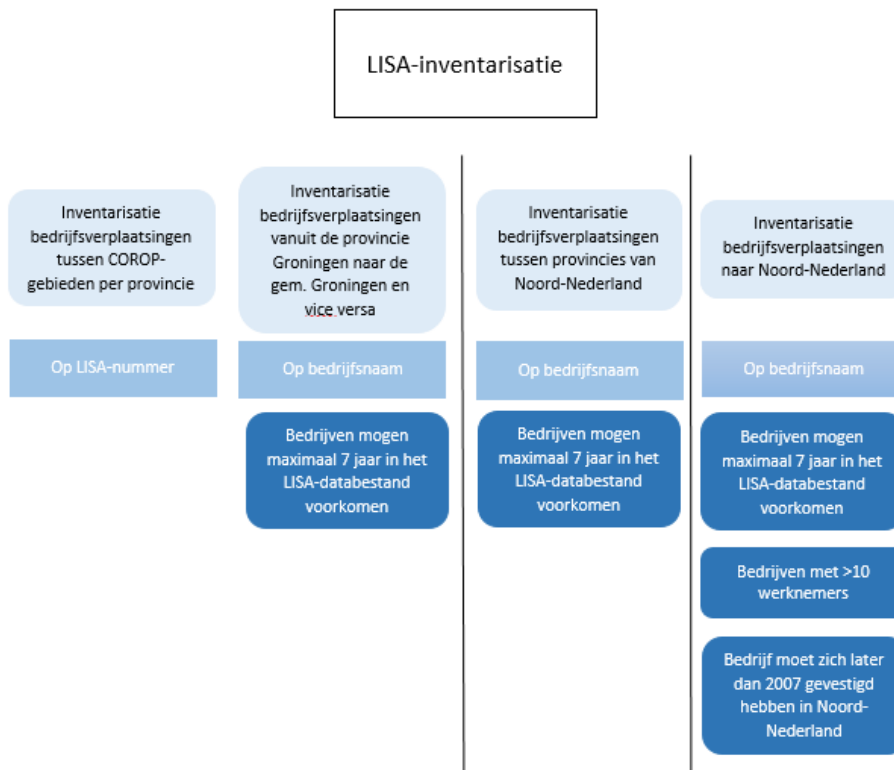 LISA-inventarisatie
Inventarisatie
bedrijfsverplaatsingen
tussen COROP-
gebieden per provincie
Op LISA-nummer
Inventarisatie
bedrijfsverplaatsingen
vanuit de provincie
Groningen naar de
gem. Groningen en
vice versa
Op bedrijfsnaam
Bedrijven mogen
maximaal 7 jaar in het
LISA-databestand
voorkomen
Inventarisatie
bedrijfsverplaatsingen
tussen provincies van
Noord-Nederland
Op bedrijfsnaam
Bedrijven mogen
maximaal 7 jaar in het
LISA-databestand
voorkomen
Inventarisatie
bedrijfsverplaatsingen
naar Noord-Nederland
Op bedrijfsnaam
Bedrijven mogen
maximaal 7 jaar in het
LISA-databestand
voorkomen
Bedrijven met >10
werknemers
Bedrijf moet zich later
dan 2007 gevestigd
hebben in Noord-
Nederland